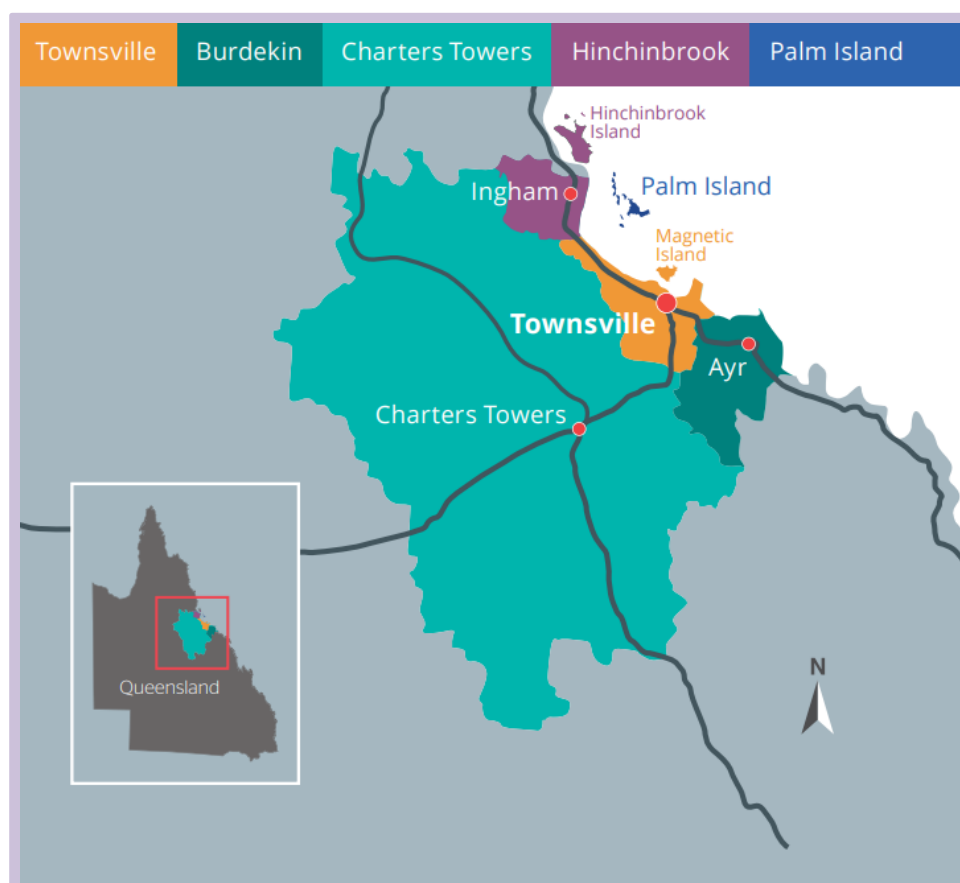 Townsville Burdekin Charters Towers Hinchinbrook Palm Island
Hinchinbrook
Island
Ingham
Palm Island
Magnetic
Island
Townsville
Ayr
Charters Towers
Queensland
N